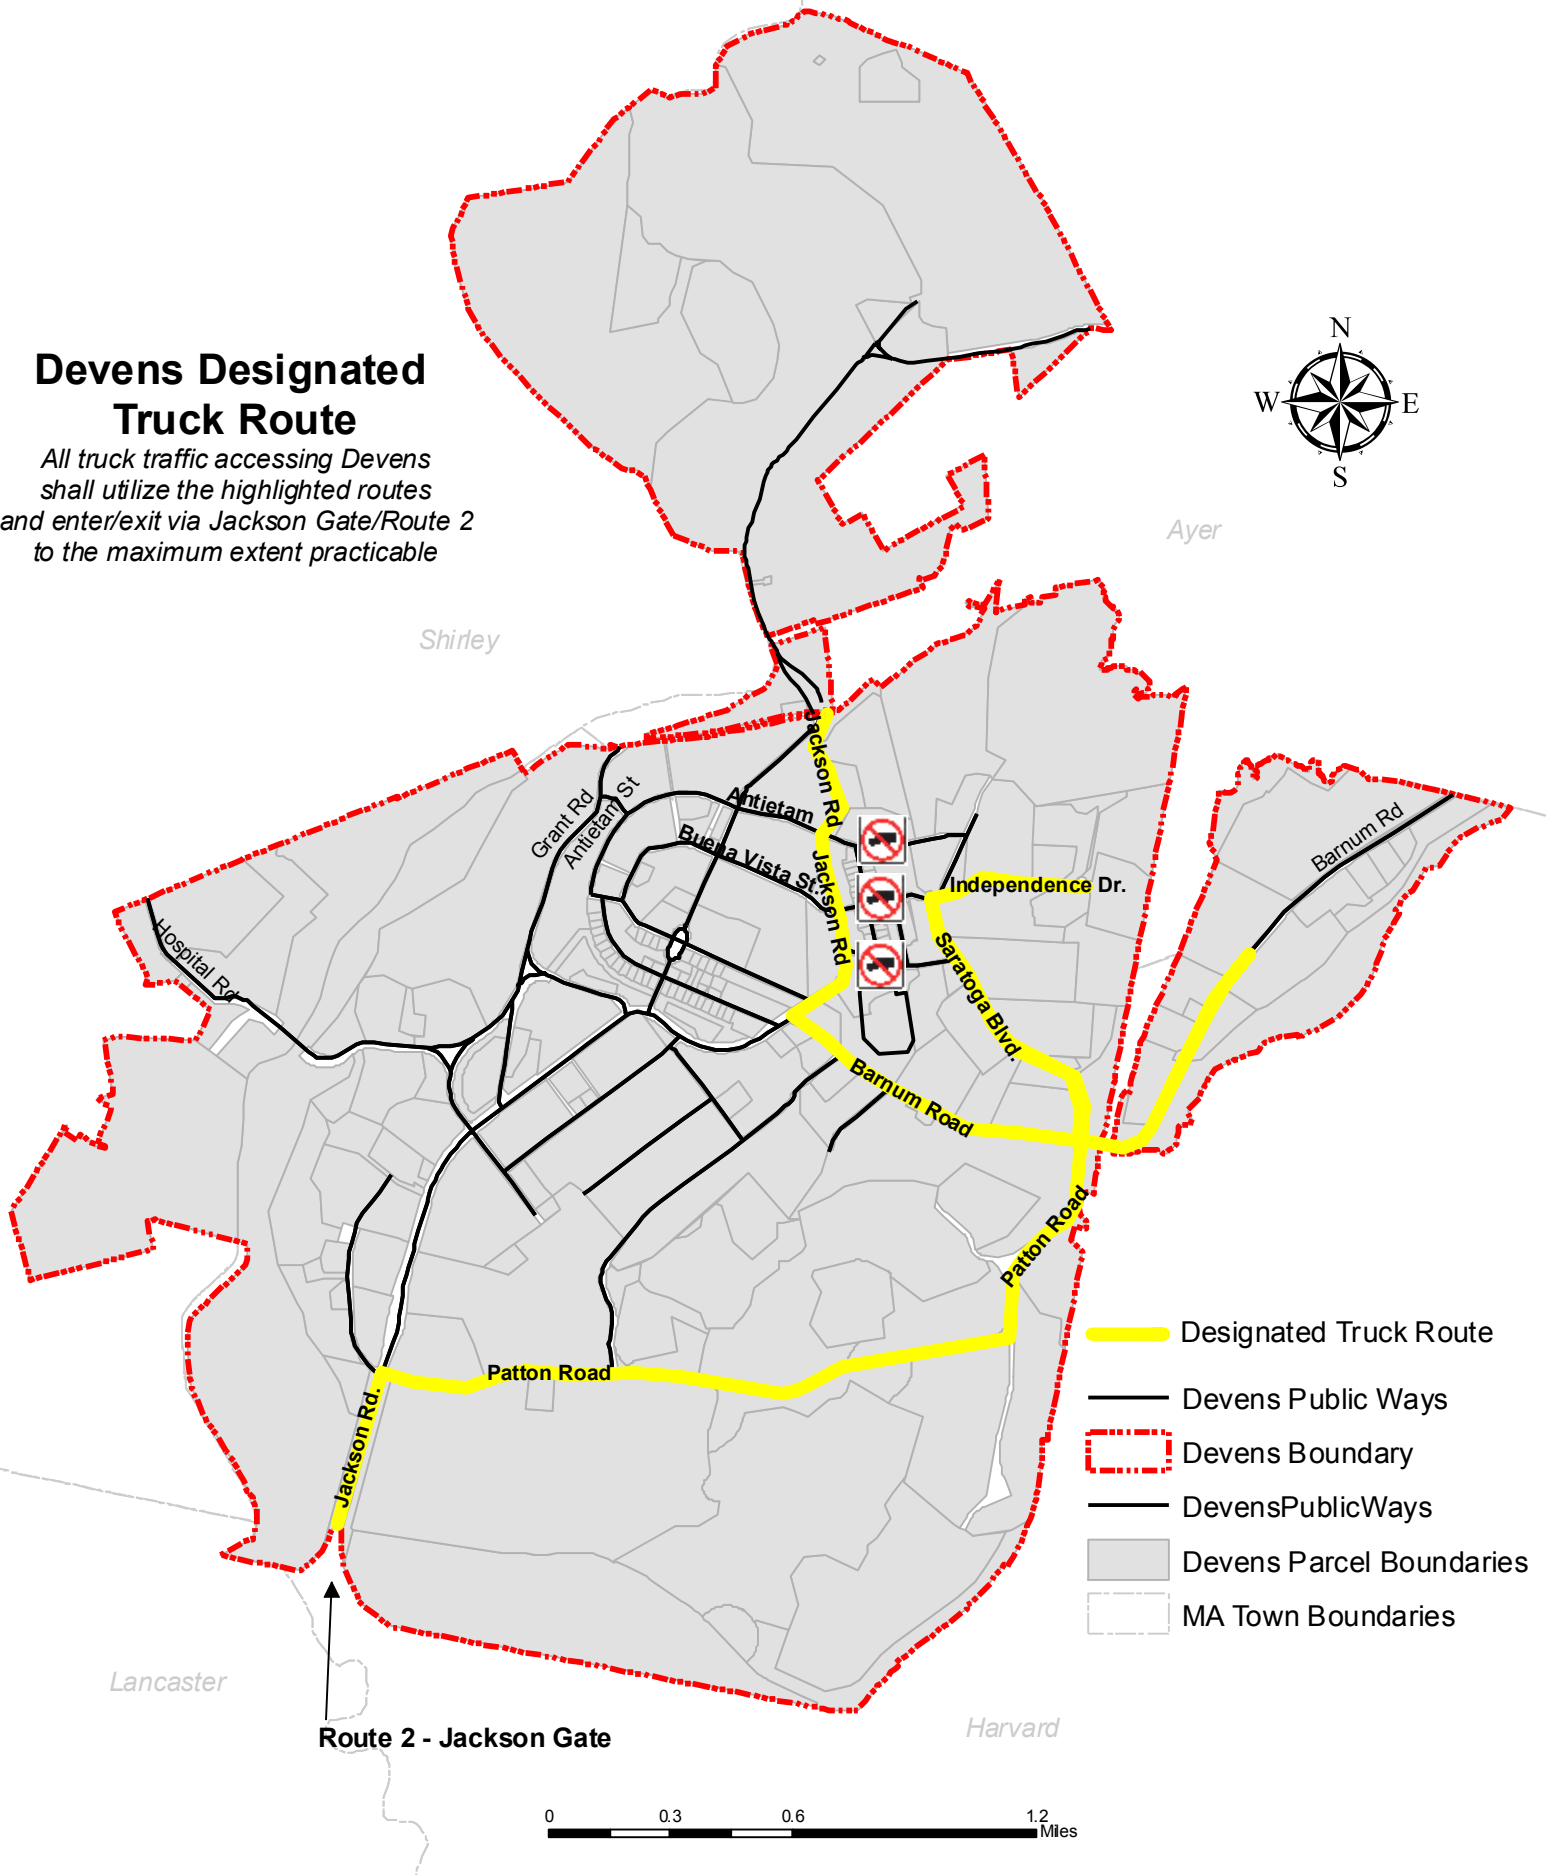 Devens Designated
Truck Route
All truck traffic accessing Devens
shall utilize the highlighted routes
and enter/exit via Jackson Gate/Route 2
to the maximum extent practicable
N
W
E
S
Ayer
Shirley
Jackson Rd
Grant Rd
Antietam St
Antietam
Buena Vista St.
Jackson Rd
Independence Dr.
Barnum Rd
Hospital Rd
Saratoga Blvd.
Barnum Road
Patton Road
Patton Road
Jackson Rd.
Designated Truck Route
Devens Public Ways
Devens Boundary
DevensPublicWays
Devens Parcel Boundaries
MA Town Boundaries
Lancaster
Route 2 - Jackson Gate
Harvard
0 0.3 0.6 1.2
Miles